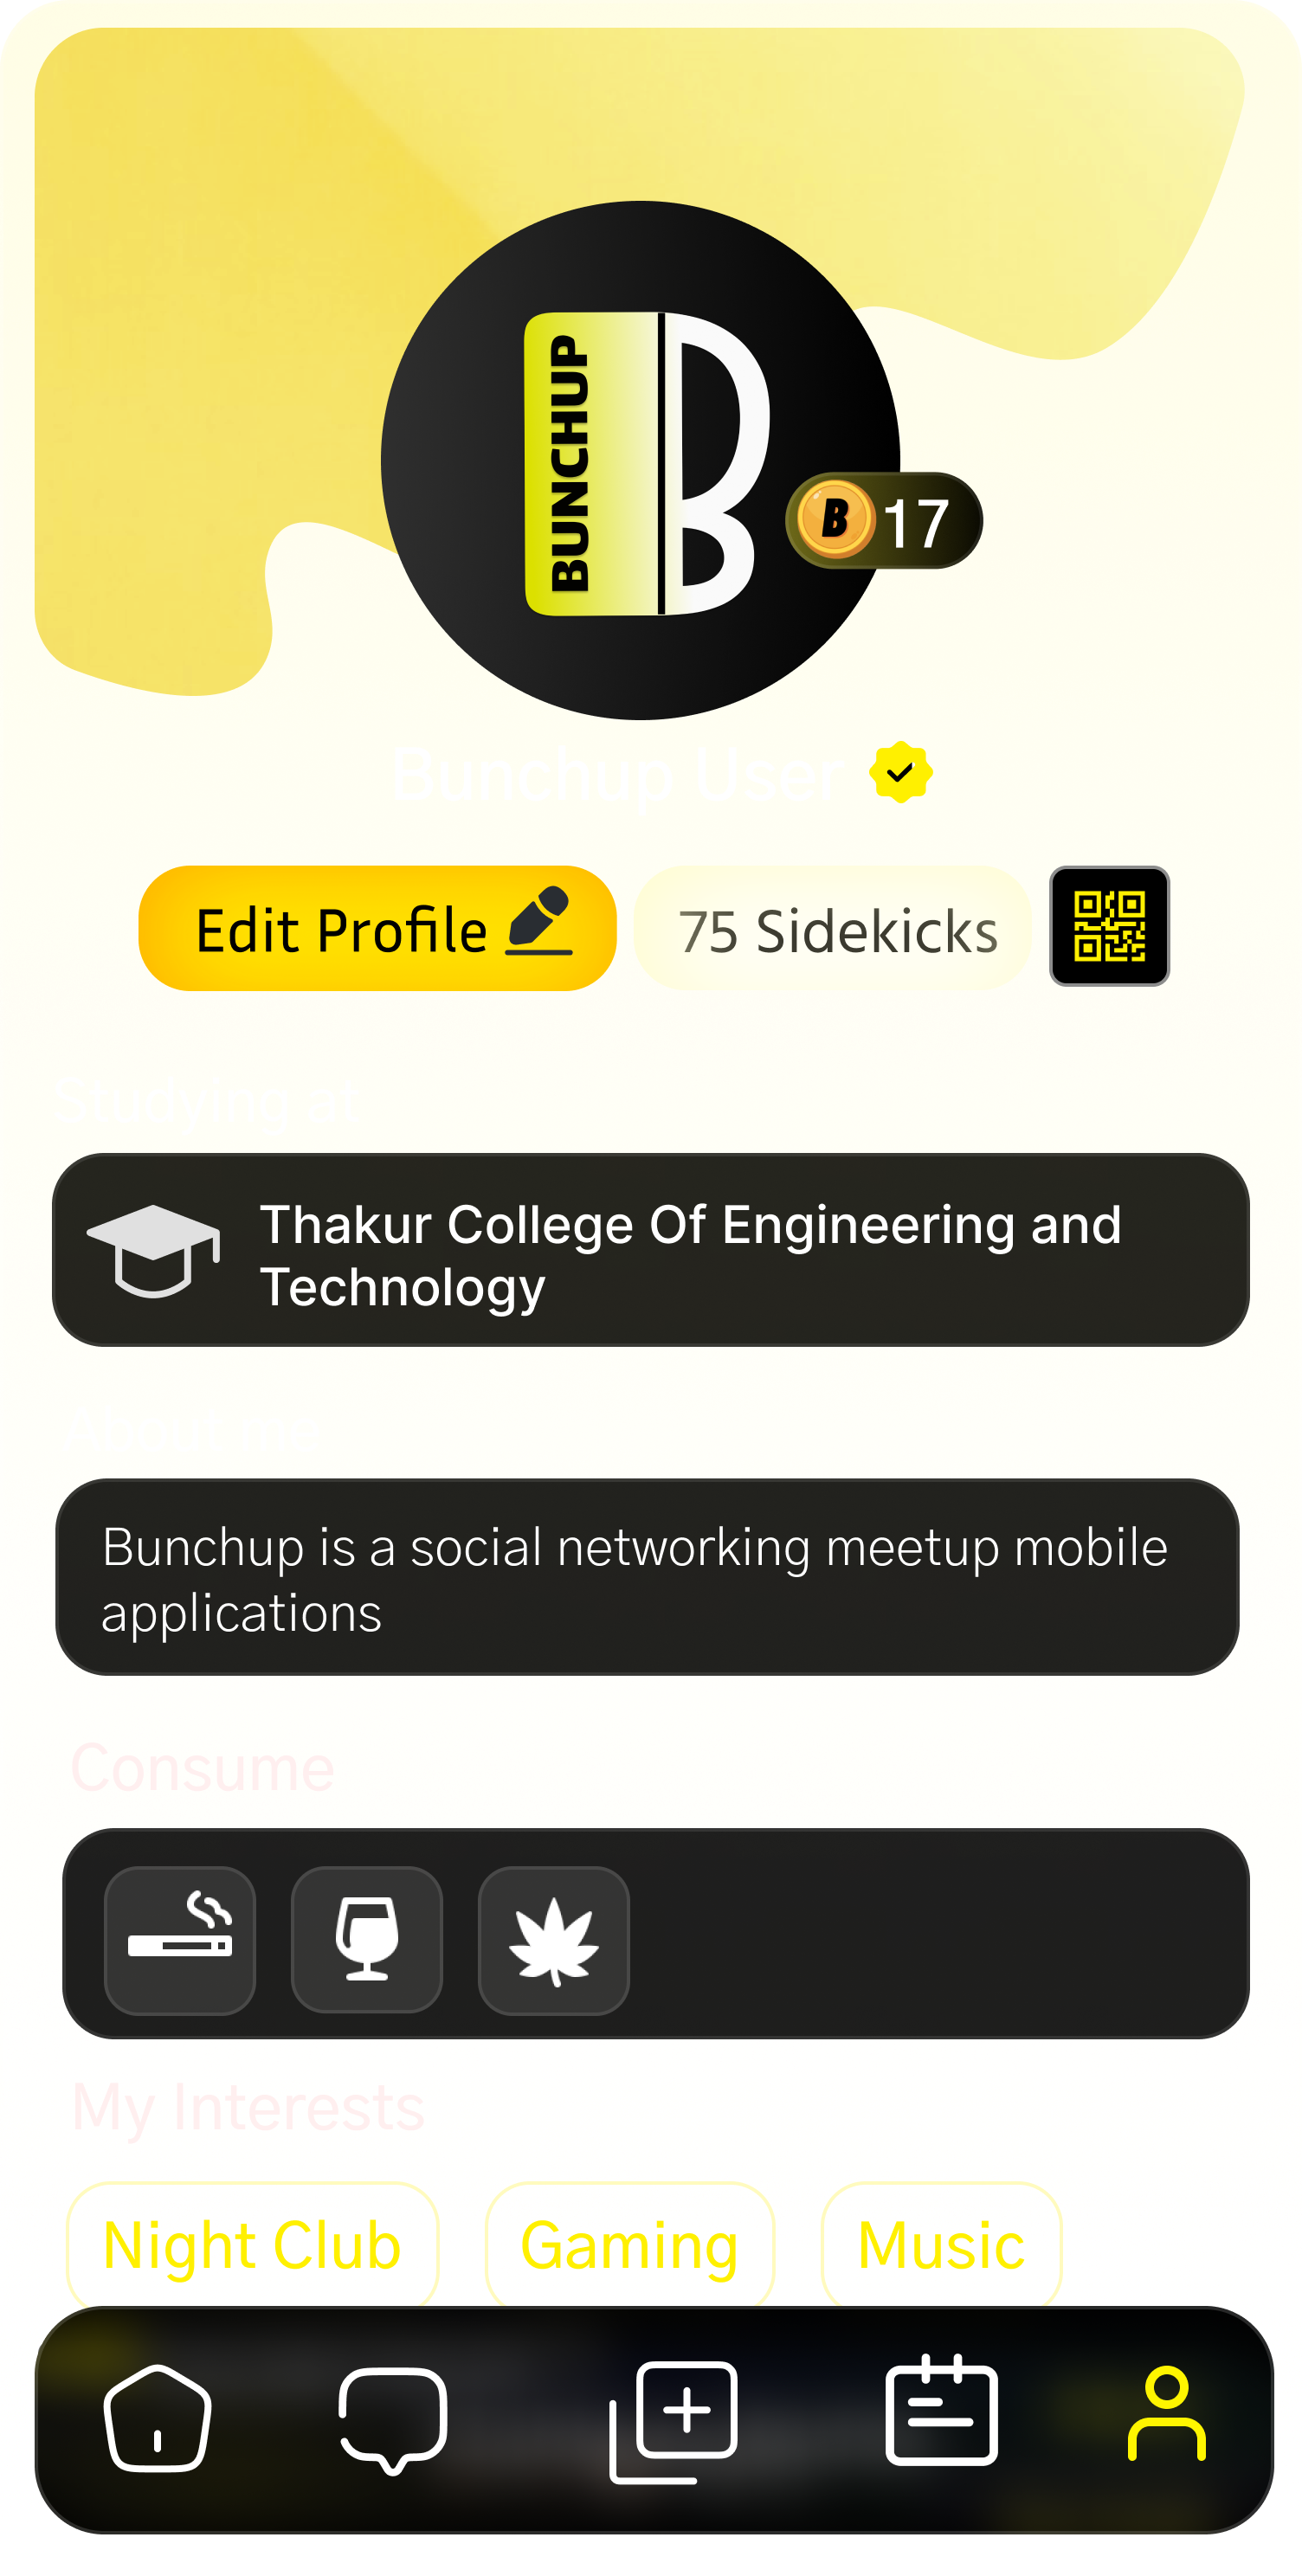 BUNCHUP
B 17
Bunchup User
Edit Profile
75 Sidekicks
Studying at
Thakur College Of Engineering and
Technology
About me
Bunchup is a social networking meetup mobile
applications
Consume
My Interests
Night Club
Gaming
Music